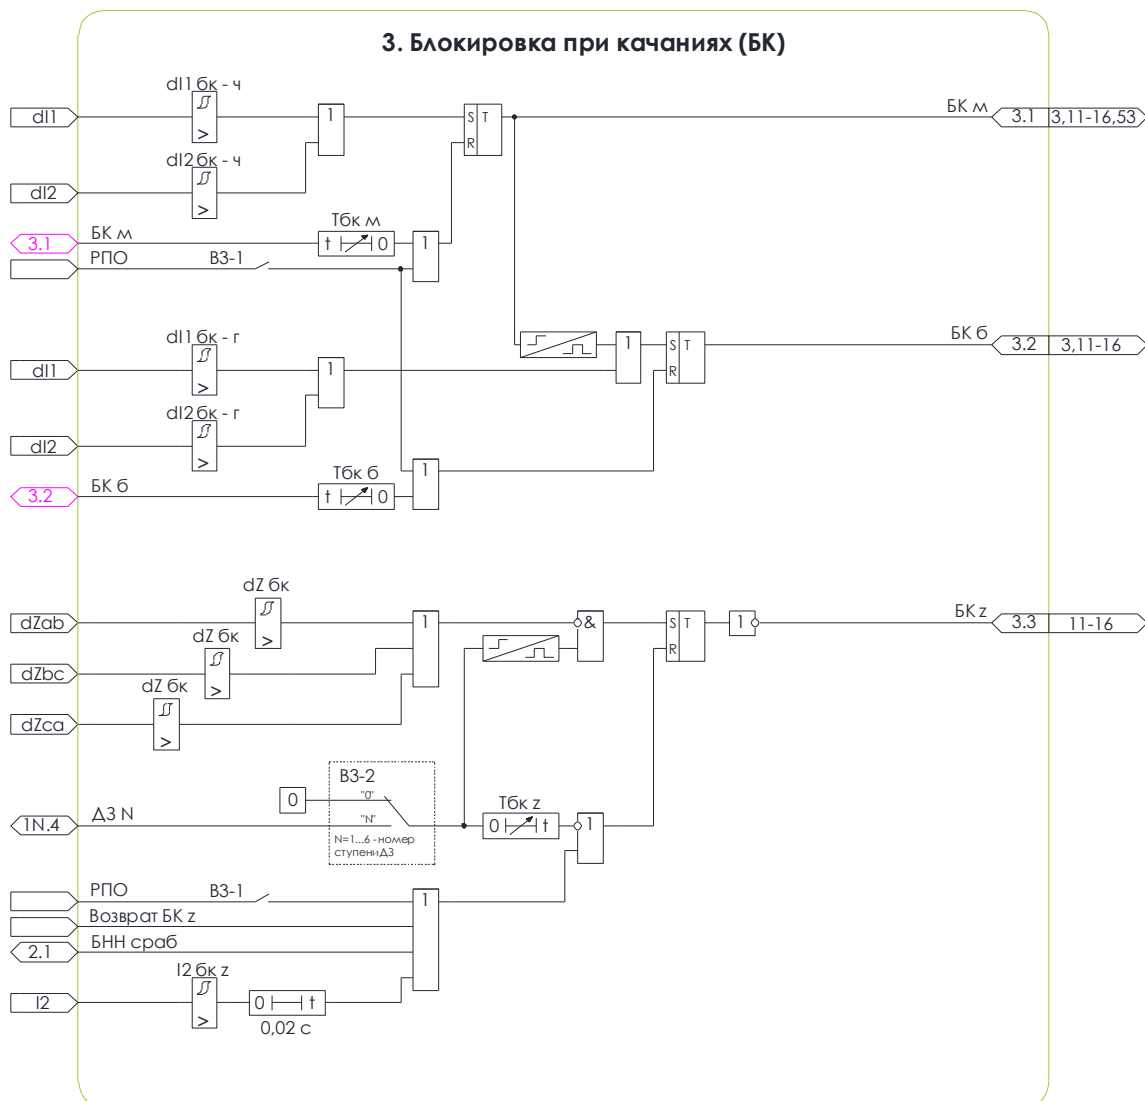 3. Блокировка при качаниях (БК)
dI1 бк - ч
dI1
>
1
S T
R
БК м
3.1
3,11-16,53
dI2 бк - ч
dI2
>
Тбк м
3.1
БК м
t
0
1
РПО
В3-1
dI1 бк - г
dI1
>
1
1
S T
R
БК б
3.2
3,11-16
dI2 бк - г
dI2
>
Тбк б
3.2
БК б
t
0
1
dZ бк
dZab
>
1
&
S T
R
1
БК z
3.3
11-16
dZ бк
dZbc
>
dZ бк
dZca
>
В3-2
0
"0"
1N.4
ДЗ N
"N"
N=1...6 - номер
ступени ДЗ
Тбк z
0
t
1
РПО
В3-1
1
Возврат БК z
2.1
БНН сраб
I2 бк z
I2
>
0
t
0,02 с